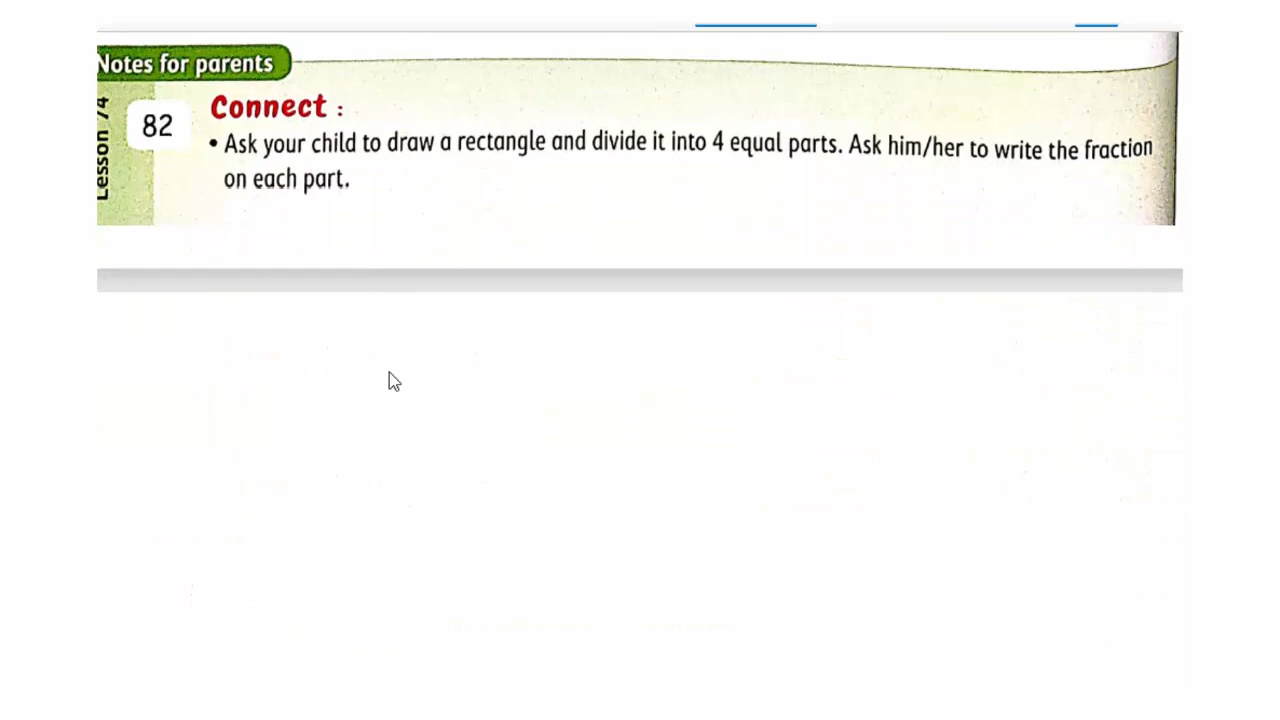 Notes for parents
Lesson 74
82
Connect :
• Ask your child to draw a rectangle and divide it into 4 equal parts. Ask him/her to write the fraction
on each part.